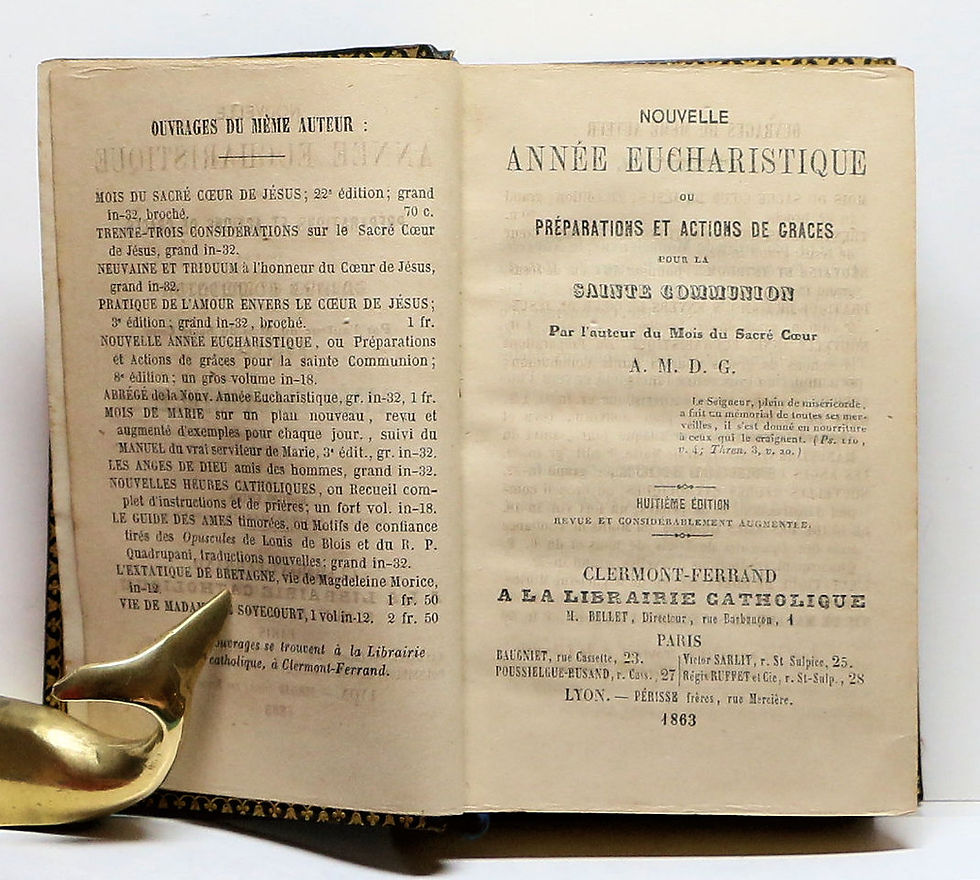 OUVRAGES DU MÊME AUTEUR :
MOIS DU SACRÉ CŒUR DE JÉSUS; 22e édition; grand
in-32, broché. 70 c.
TRENTE-TROIS CONSIDÉRATIONS sur le Sacré Cœur
de Jésus, grand in-32.
NEUVAINE ET TRIDUUM à l'honneur du Cœur de Jésus,
grand in-32.
PRATIQUE DE L'AMOUR ENVERS LE CŒUR DE JÉSUS;
3e édition; grand in-32, broché. 1 fr.
NOUVELLE ANNÉE EUCHARISTIQUE, ou Préparations
et Actions de grâces pour la sainte Communion;
8e édition; un gros volume in-18.
ABRÉGÉ de la Nouv. Année Eucharistique, gr. in-32, 1 fr.
MOIS DE MARIE sur un plan nouveau, revu et
augmenté d'exemples pour chaque jour., suivi du
MANUEL du vrai serviteur de Marie, 3e édit., gr. in-32.
LES ANGES DE DIEU amis des hommes, grand in-32.
NOUVELLES HEURES CATHOLIQUES, ou Recueil com-
plet d'instructions et de prières; un fort vol. in-18.
LE GUIDE DES AMES timorées, ou Motifs de confiance
tirés des Opuscules de Louis de Blois et du R. P.
Quadrupani, traductions nouvelles; grand in-32.
L'EXTATIQUE DE BRETAGNE, vie de Magdeleine Morice,
in-12. 1 fr. 50
VIE DE MADAM E SOYECOURT, 1 vol in-12. 2 fr. 50
ouvrages se trouvent à la Librairie
catholique, à Clermont-Ferrand.
NOUVELLE
ANNÉE EUCHARISTIQUE
OU
PRÉPARATIONS ET ACTIONS DE GRACES
POUR LA
SAINTE COMMUNION
Par l'auteur du Mois du Sacré Cœur
A. M. D. G.
Le Seigneur, plein de miséricorde,
a fait un mémorial de toutes ses mer-
veilles, il s'est donné en nourriture
à ceux qui le craignent. (Ps. 110,
v. 4; Thren. 3, v. 20.)
HUITIÈME ÉDITION
REVUE ET CONSIDÉRABLEMENT AUGMENTÉE.
CLERMONT-FERRAND
A LA LIBRAIRIE CATHOLIQUE
M. BELLET, Directeur, rue Barbançon, 1
PARIS
BAUGNIET, rue Cassette, 23. Victor SARLIT, r. St Sulpice, 25.
POUSSIELGUE-RUSAND, r. Cass. 27 Régis RUFFET et Cie, r. St-Sulp., 28
LYON. — PÉRISSE frères, rue Mercière.
1863